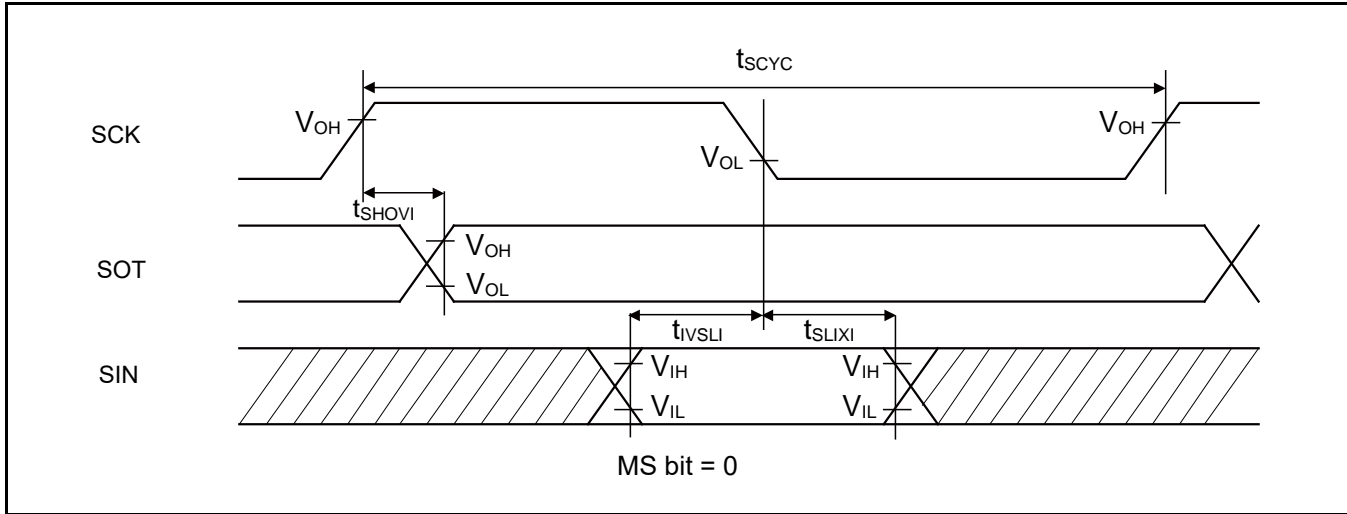 tSCYC
SCK
VOH
VOH
VOL
tSHOVI
SOT
VOH
VOL
tIVSLI
tSLIXI
SIN
VIH
VIH
VIL
VIL
MS bit = 0